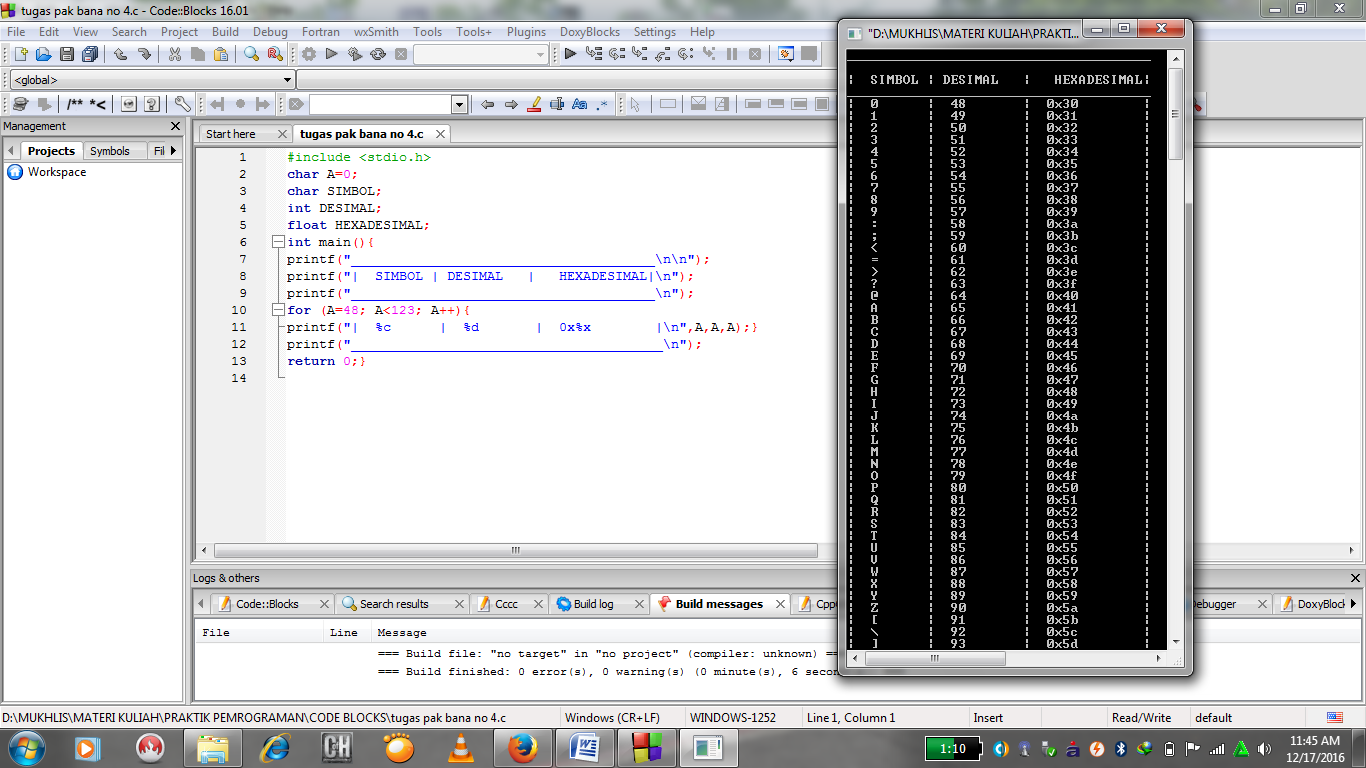 tugas pak bana no 4.c - Code::Blocks 16.01
File Edit View Search Project Build Debug Fortran wxSmith Tools Tools+ Plugins DoxyBlocks Settings Help
<global>
/** *<
Aa .*
Management
Projects Symbols Fil
Workspace
Start here tugas pak bana no 4.c
1 #include <stdio.h>
2 char A=0;
3 char SIMBOL;
4 int DESIMAL;
5 float HEXADESIMAL;
6 int main(){
7 printf("______________________________________\n\n");
8 printf("|  SIMBOL | DESIMAL   |   HEXADESIMAL|\n");
9 printf("______________________________________\n");
10 for (A=48; A<123; A++){
11 printf("|  %c      |  %d       |  0x%x        |\n",A,A,A);}
12 printf("_______________________________________\n");
13 return 0;}
14
Logs & others
Code::Blocks Search results Cccc Build log Build messages
Debugger DoxyBlock
File Line Message
=== Build file: "no target" in "no project" (compiler: unknown)
=== Build finished: 0 error(s), 0 warning(s) (0 minute(s), 6
"D:\MUKHLIS\MATERI KULIAH\PRAKTI...
¦ SIMBOL ¦ DESIMAL ¦ HEXADESIMAL¦
¦ 0 ¦ 48 ¦ 0x30 ¦
¦ 1 ¦ 49 ¦ 0x31 ¦
¦ 2 ¦ 50 ¦ 0x32 ¦
¦ 3 ¦ 51 ¦ 0x33 ¦
¦ 4 ¦ 52 ¦ 0x34 ¦
¦ 5 ¦ 53 ¦ 0x35 ¦
¦ 6 ¦ 54 ¦ 0x36 ¦
¦ 7 ¦ 55 ¦ 0x37 ¦
¦ 8 ¦ 56 ¦ 0x38 ¦
¦ 9 ¦ 57 ¦ 0x39 ¦
¦ : ¦ 58 ¦ 0x3a ¦
¦ ; ¦ 59 ¦ 0x3b ¦
¦ < ¦ 60 ¦ 0x3c ¦
¦ = ¦ 61 ¦ 0x3d ¦
¦ > ¦ 62 ¦ 0x3e ¦
¦ ? ¦ 63 ¦ 0x3f ¦
¦ @ ¦ 64 ¦ 0x40 ¦
¦ A ¦ 65 ¦ 0x41 ¦
¦ B ¦ 66 ¦ 0x42 ¦
¦ C ¦ 67 ¦ 0x43 ¦
¦ D ¦ 68 ¦ 0x44 ¦
¦ E ¦ 69 ¦ 0x45 ¦
¦ F ¦ 70 ¦ 0x46 ¦
¦ G ¦ 71 ¦ 0x47 ¦
¦ H ¦ 72 ¦ 0x48 ¦
¦ I ¦ 73 ¦ 0x49 ¦
¦ J ¦ 74 ¦ 0x4a ¦
¦ K ¦ 75 ¦ 0x4b ¦
¦ L ¦ 76 ¦ 0x4c ¦
¦ M ¦ 77 ¦ 0x4d ¦
¦ N ¦ 78 ¦ 0x4e ¦
¦ O ¦ 79 ¦ 0x4f ¦
¦ P ¦ 80 ¦ 0x50 ¦
¦ Q ¦ 81 ¦ 0x51 ¦
¦ R ¦ 82 ¦ 0x52 ¦
¦ S ¦ 83 ¦ 0x53 ¦
¦ T ¦ 84 ¦ 0x54 ¦
¦ U ¦ 85 ¦ 0x55 ¦
¦ V ¦ 86 ¦ 0x56 ¦
¦ W ¦ 87 ¦ 0x57 ¦
¦ X ¦ 88 ¦ 0x58 ¦
¦ Y ¦ 89 ¦ 0x59 ¦
¦ Z ¦ 90 ¦ 0x5a ¦
¦ [ ¦ 91 ¦ 0x5b ¦
¦ \ ¦ 92 ¦ 0x5c ¦
¦ ] ¦ 93 ¦ 0x5d ¦
D:\MUKHLIS\MATERI KULIAH\PRAKTIK PEMROGRAMAN\CODE BLOCKS\tugas pak bana no 4.c Windows (CR+LF) WINDOWS-1252 Line 1, Column 1 Insert Read/Write default
GH
1:10
11:45 AM
12/17/2016